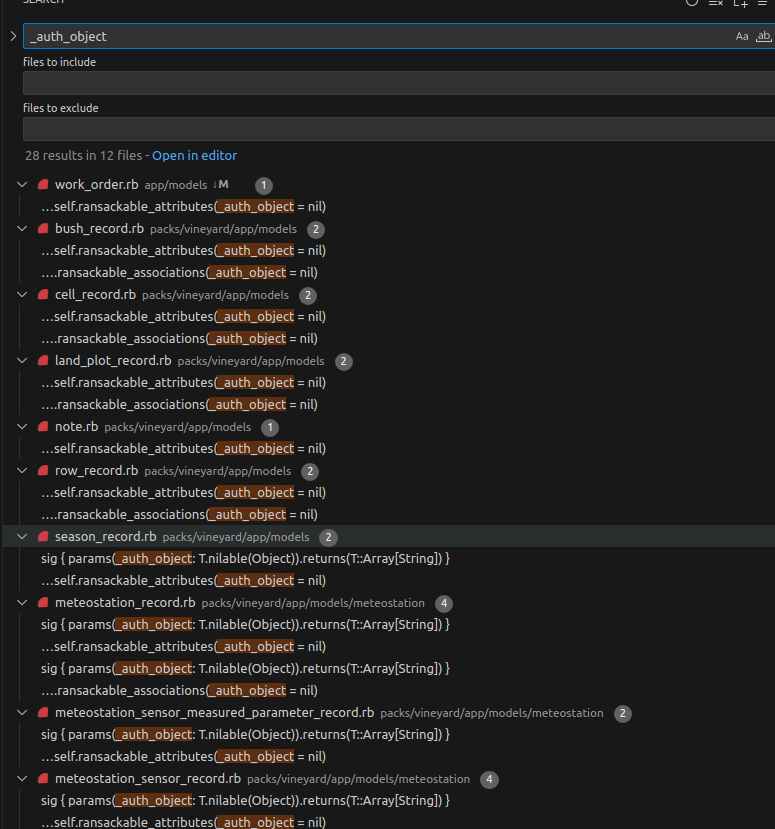 SEARCH
_auth_object Aa ab
files to include
files to exclude
28 results in 12 files - Open in editor
work_order.rb app/models ↓M 1
…self.ransackable_attributes(_auth_object = nil)
bush_record.rb packs/vineyard/app/models 2
…self.ransackable_attributes(_auth_object = nil)
….ransackable_associations(_auth_object = nil)
cell_record.rb packs/vineyard/app/models 2
…self.ransackable_attributes(_auth_object = nil)
….ransackable_associations(_auth_object = nil)
land_plot_record.rb packs/vineyard/app/models 2
…self.ransackable_attributes(_auth_object = nil)
….ransackable_associations(_auth_object = nil)
note.rb packs/vineyard/app/models 1
…self.ransackable_attributes(_auth_object = nil)
row_record.rb packs/vineyard/app/models 2
…self.ransackable_attributes(_auth_object = nil)
….ransackable_associations(_auth_object = nil)
season_record.rb packs/vineyard/app/models 2
sig { params(_auth_object: T.nilable(Object)).returns(T::Array[String]) }
…self.ransackable_attributes(_auth_object = nil)
meteostation_record.rb packs/vineyard/app/models/meteostation 4
sig { params(_auth_object: T.nilable(Object)).returns(T::Array[String]) }
…self.ransackable_attributes(_auth_object = nil)
sig { params(_auth_object: T.nilable(Object)).returns(T::Array[String]) }
….ransackable_associations(_auth_object = nil)
meteostation_sensor_measured_parameter_record.rb packs/vineyard/app/models/meteostation 2
sig { params(_auth_object: T.nilable(Object)).returns(T::Array[String]) }
…self.ransackable_attributes(_auth_object = nil)
meteostation_sensor_record.rb packs/vineyard/app/models/meteostation 4
sig { params(_auth_object: T.nilable(Object)).returns(T::Array[String]) }
…self.ransackable_attributes(_auth_object = nil)